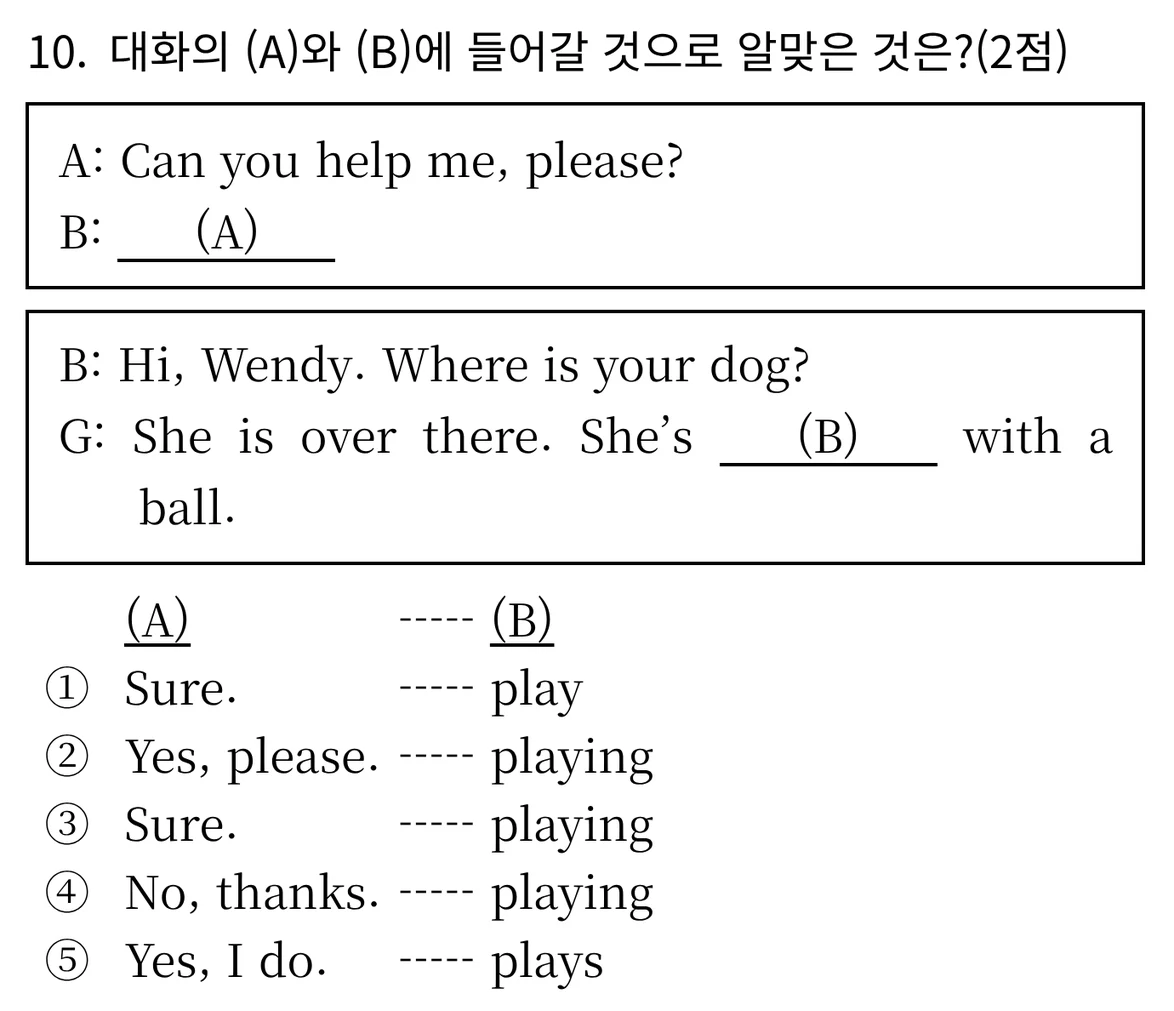 10. 대화의 (A)와 (B)에 들어갈 것으로 알맞은 것은?(2점)
A: Can you help me, please?
B: (A)
B: Hi, Wendy. Where is your dog?
G: She is over there. She’s (B) with a
ball.
(A) ----- (B)
① Sure. ----- play
② Yes, please. ----- playing
③ Sure. ----- playing
④ No, thanks. ----- playing
⑤ Yes, I do. ----- plays